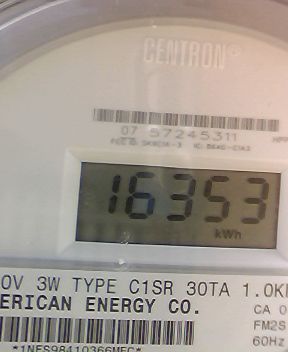 CENTRON®
07 57245311
16353
kWh
0V 3W TYPE C1SR 30TA 1.0K
ERICAN ENERGY CO.
CA 0
FM2S
60Hz
*1NES98410366MEC*